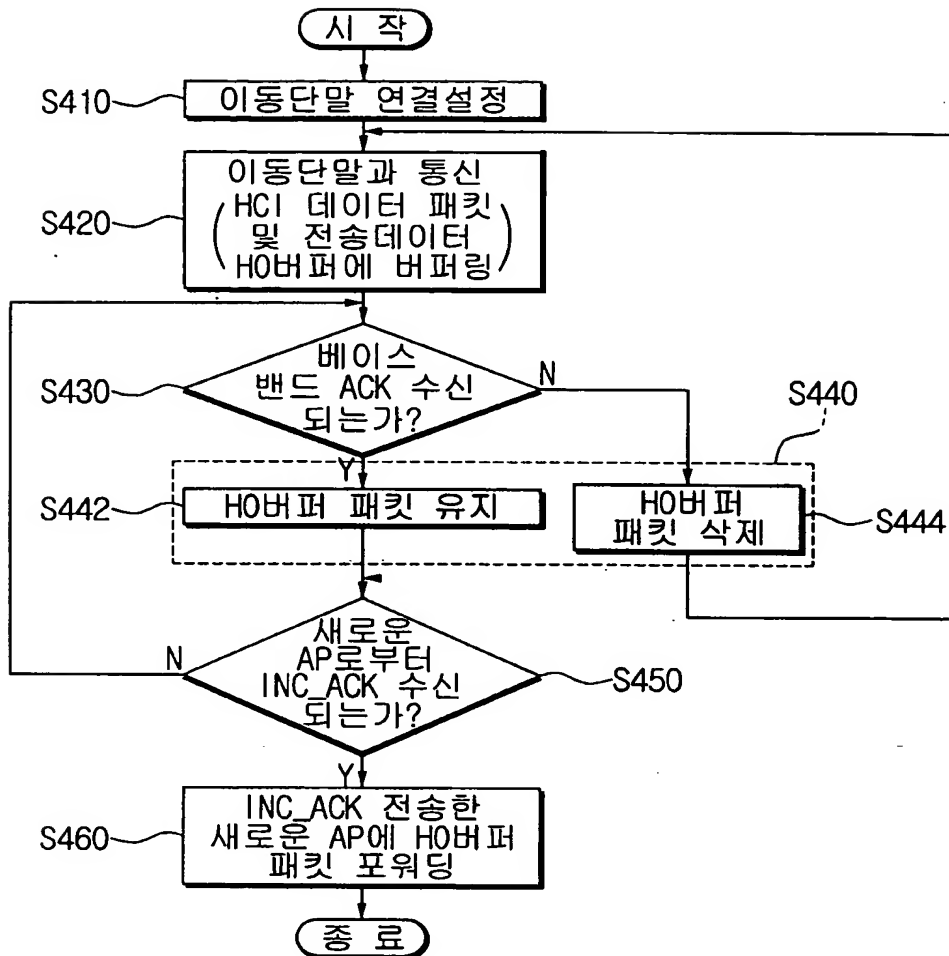 시 작
S410
이동단말 연결설정
S420
이동단말과 통신
HCI 데이터 패킷
및 전송데이터
HO버퍼에 버퍼링
S430
베이스
밴드 ACK 수신
되는가?
N
S440
Y
S442
HO버퍼 패킷 유지
HO버퍼
패킷 삭제
S444
N
새로운
AP로부터
INC_ACK 수신
되는가?
S450
Y
S460
INC_ACK 전송한
새로운 AP에 HO버퍼
패킷 포워딩
종 료